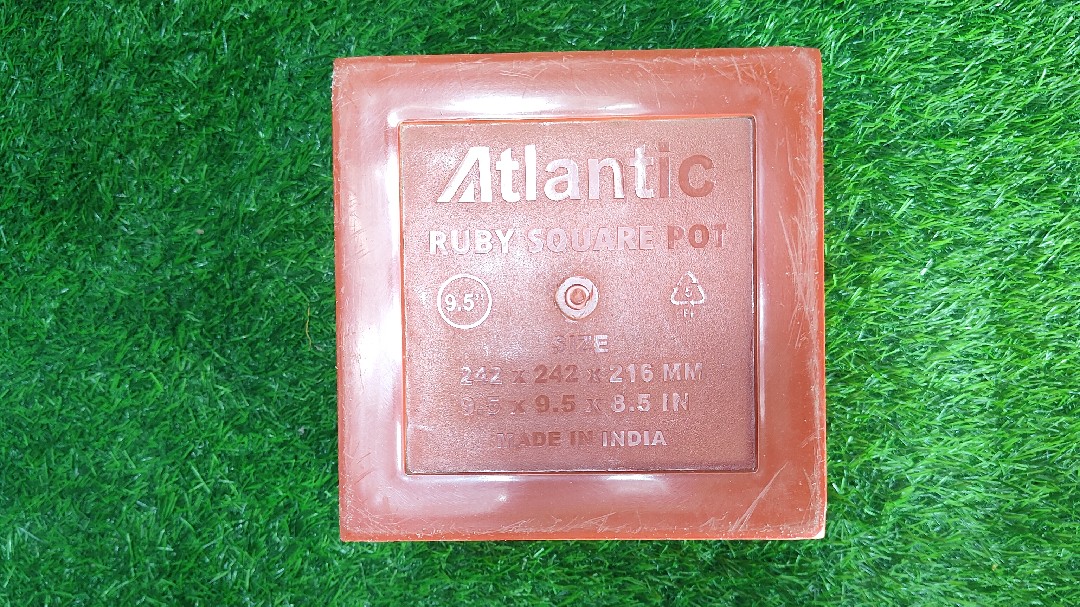 Atlantic
RUBY SQUARE POT
9.5"
5
SIZE
242 x 242 x 216 MM
9.5 x 9.5 x 8.5 IN
MADE IN INDIA